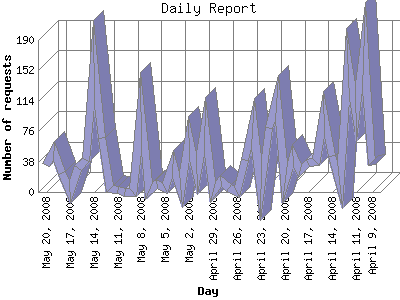 Daily Report
Number of requests
190
152
114
76
38
0
May 20, 2008
May 17, 2008
May 14, 2008
May 11, 2008
May 8, 2008
May 5, 2008
May 2, 2008
April 29, 2008
April 26, 2008
April 23, 2008
April 20, 2008
April 17, 2008
April 14, 2008
April 12, 2008
April 9, 2008
Day